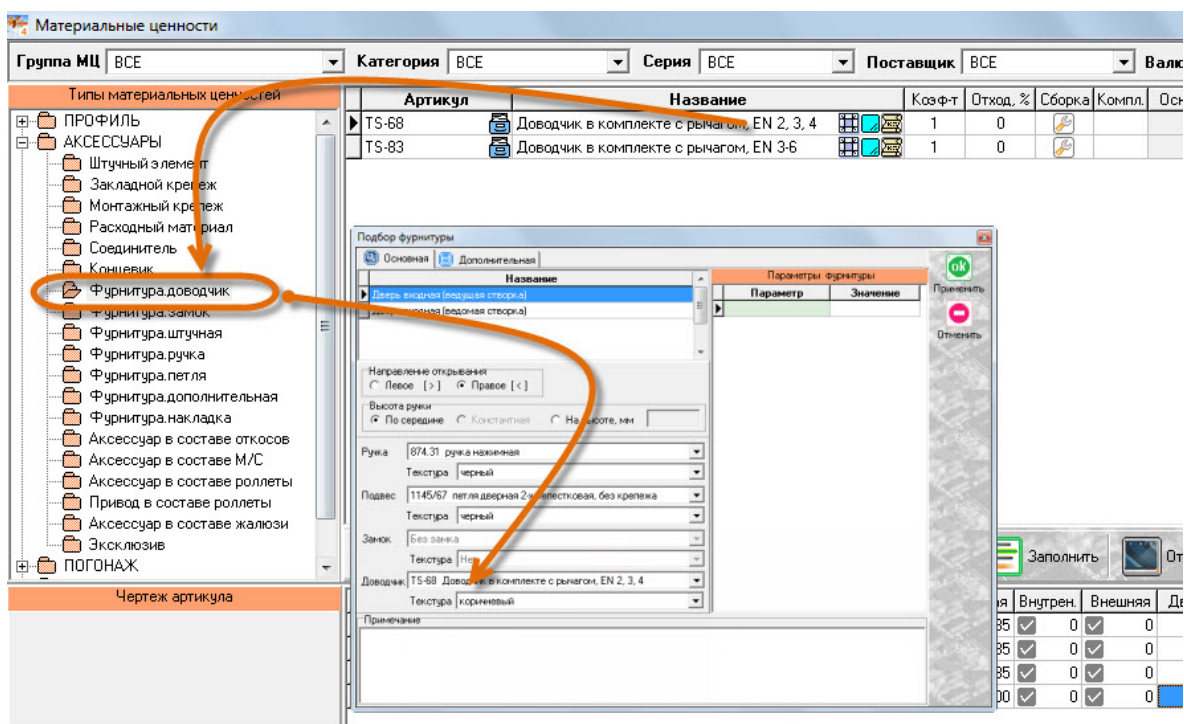 Материальные ценности
Группа МЦ ВСЕ Категория ВСЕ Серия ВСЕ Поставщик ВСЕ
Типы материальных ценностей
ПРОФИЛЬ
АКСЕССУАРЫ
Штучный элемент
Закладной крепеж
Монтажный крепеж
Расходный материал
Соединитель
Концевик
Фурнитура.доводчик
Фурнитура.замок
Фурнитура.штучная
Фурнитура.ручка
Фурнитура.петля
Фурнитура.дополнительная
Фурнитура.накладка
Аксессуар в составе откосов
Аксессуар в составе М/С
Аксессуар в составе роллеты
Привод в составе роллеты
Аксессуар в составе жалюзи
Эксклюзив
ПОГОНАЖ
Чертеж артикула
Артикул Название Коэф-т Отход, % Сборка Компл.
TS-68 Доводчик в комплекте с рычагом, EN 2, 3, 4 1 0
TS-83 Доводчик в комплекте с рычагом, EN 3-6 1 0
Подбор фурнитуры
Основная Дополнительная
Название
Дверь входная (ведущая створка)
Дверь входная (ведомая створка)
Параметры фурнитуры
Параметр Значение
ok
Применить
Отменить
Направление открывания
Левое [>] Правое [<]
Высота ручки
По середине Константная На высоте, мм
Ручка 874.31 ручка нажимная
Текстура черный
Подвес 1145/67 петля дверная 2-х лепестковая, без крепежа
Текстура черный
Замок Без замка
Текстура Нет
Доводчик TS-68 Доводчик в комплекте с рычагом, EN 2, 3, 4
Текстура коричневый
Примечание
Заполнить
Внутрен. Внешняя
35 0 0
35 0 0
35 0 0
00 0 0